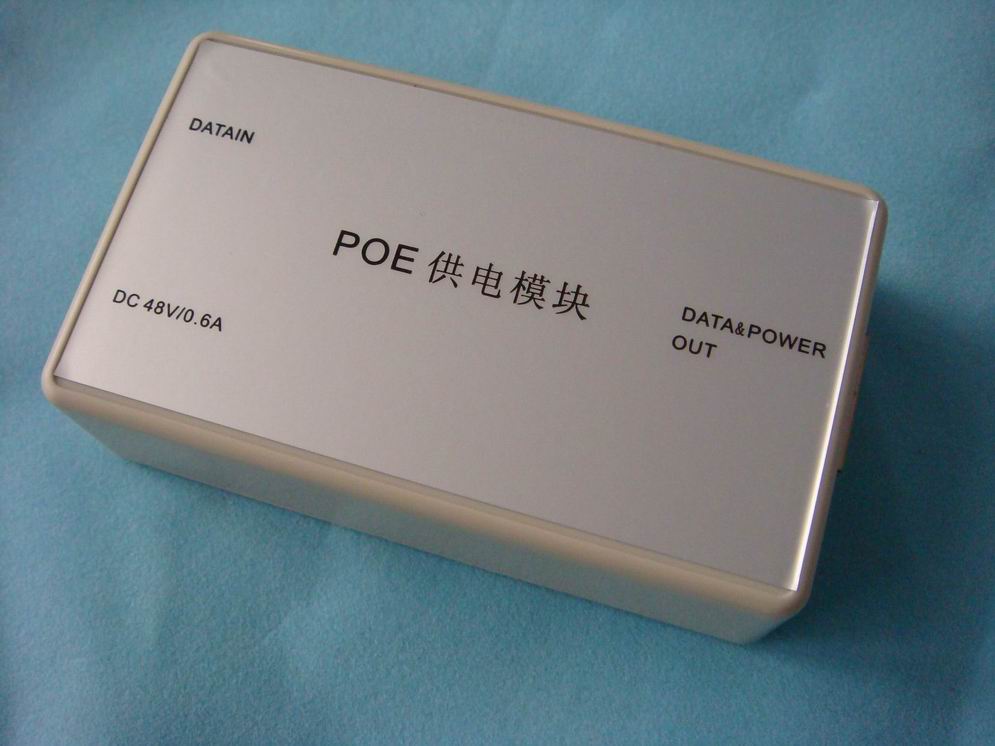 DATAIN
POE 供电模块
DC 48V/0.6A
DATA&POWER
OUT